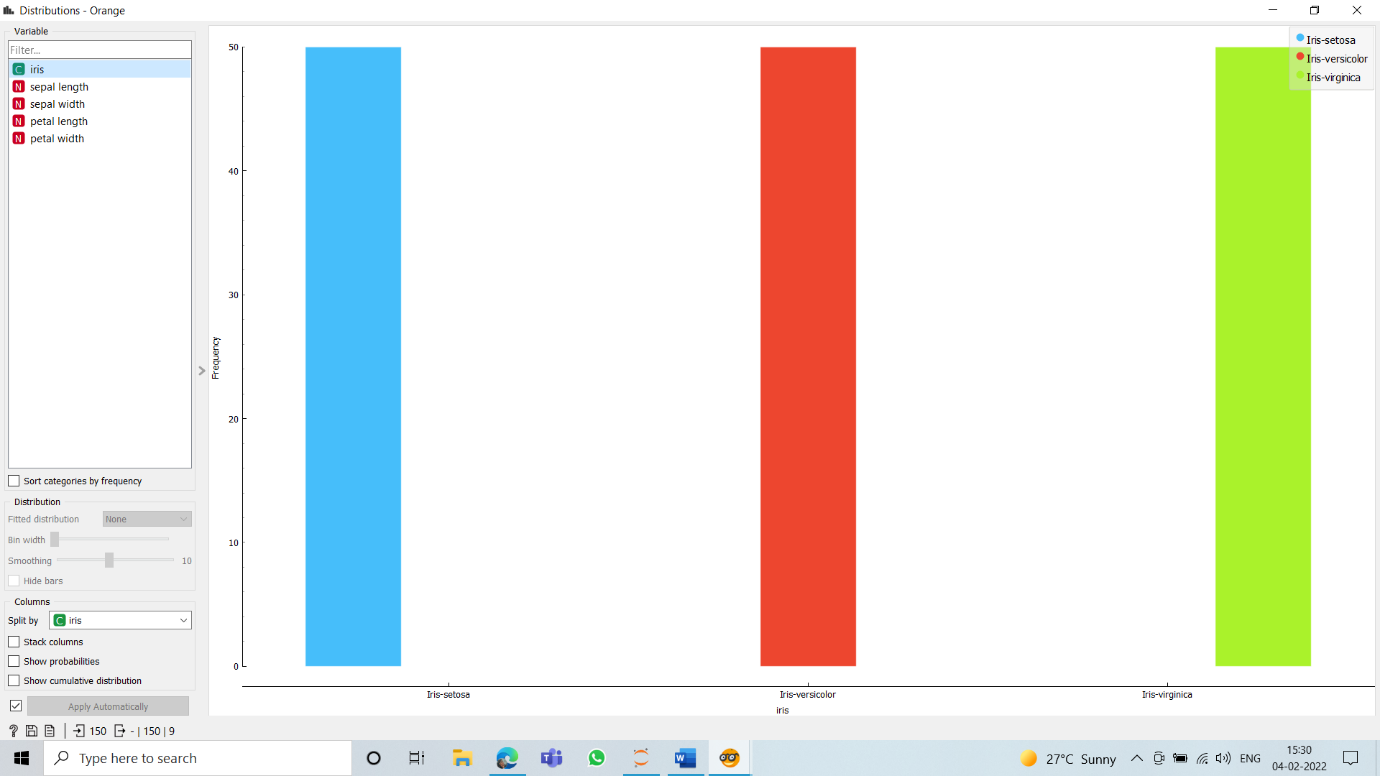 Distributions - Orange
Variable
Filter...
C iris
N sepal length
N sepal width
N petal length
N petal width
Sort categories by frequency
Distribution
Fitted distribution None
Bin width
Smoothing 10
Hide bars
Columns
Split by C iris
Stack columns
Show probabilities
Show cumulative distribution
Apply Automatically
? 150 - | 150 | 9
Iris-setosa
Iris-versicolor
Iris-virginica
50
40
30
20
10
0
Frequency
Iris-setosa Iris-versicolor Iris-virginica
iris
Type here to search
27°C Sunny ENG 15:30
04-02-2022